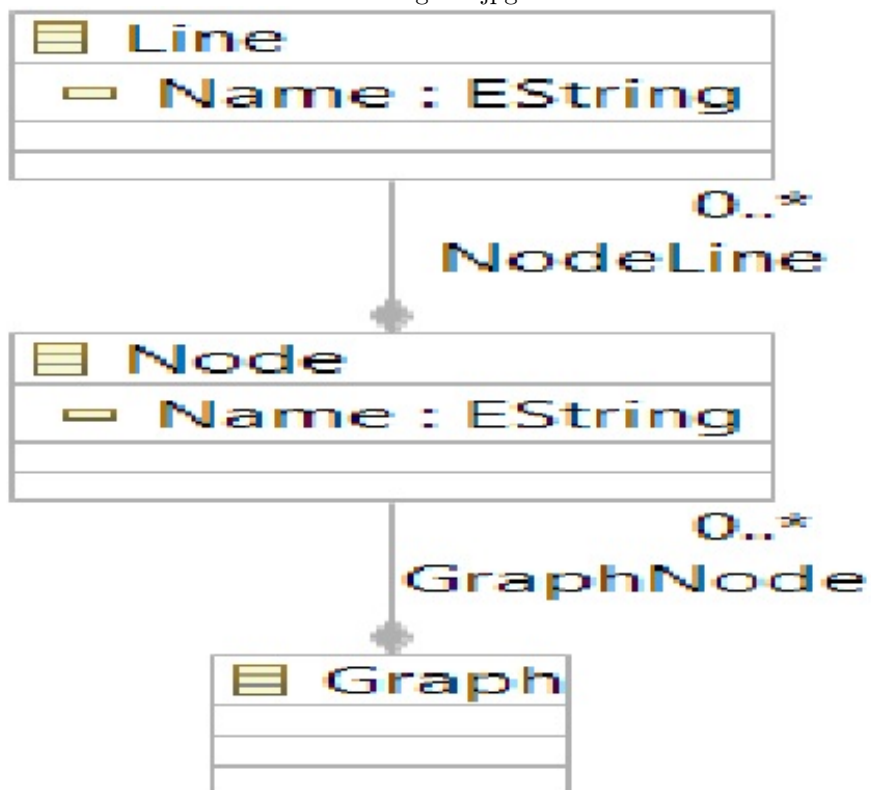 Line
Name : EString
0..*
NodeLine
Node
Name : EString
0..*
GraphNode
Graph